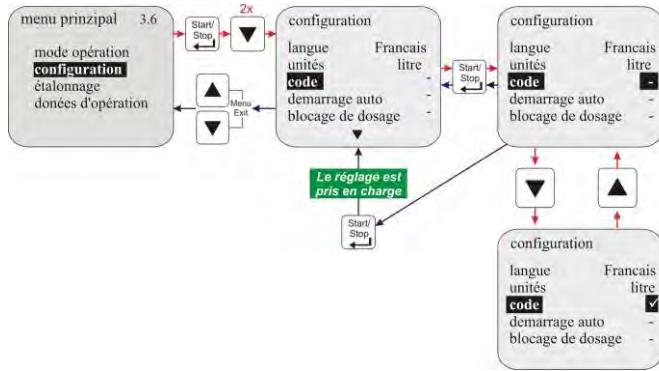 menu prinzipal 3.6
mode opération
configuration
étalonnage
donées d'opération
Start/
Stop
2x
configuration
langue Francais
unités litre
code -
demarrage auto -
blocage de dosage -
Start/
Stop
configuration
langue Francais
unités litre
code -
demarrage auto -
blocage de dosage -
Menu
Exit
Le réglage est
pris en charge
Start/
Stop
configuration
langue Francais
unités litre
code ✓
demarrage auto -
blocage de dosage -